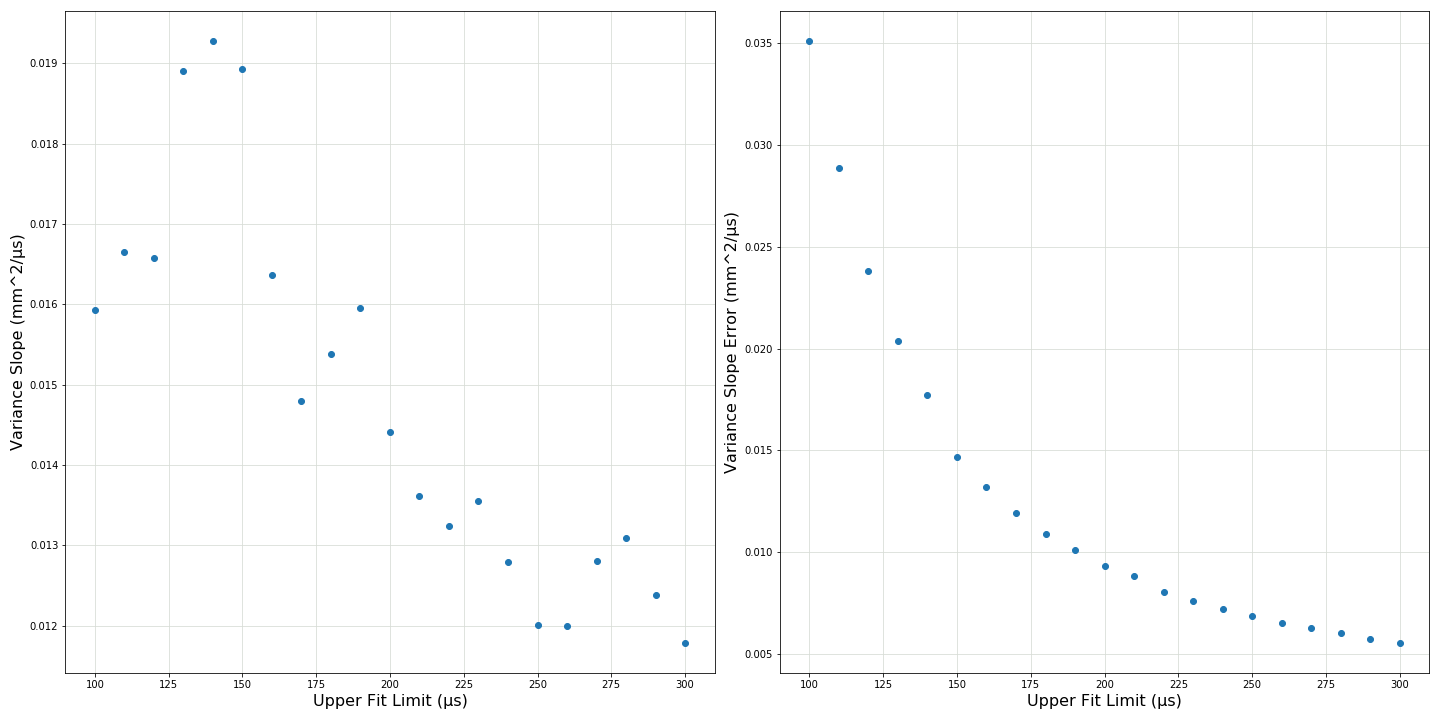 Variance Slope (mm^2/µs)
0.019
0.018
0.017
0.016
0.015
0.014
0.013
0.012
100 125 150 175 200 225 250 275 300
Upper Fit Limit (µs)
Variance Slope Error (mm^2/µs)
0.035
0.030
0.025
0.020
0.015
0.010
0.005
100 125 150 175 200 225 250 275 300
Upper Fit Limit (µs)